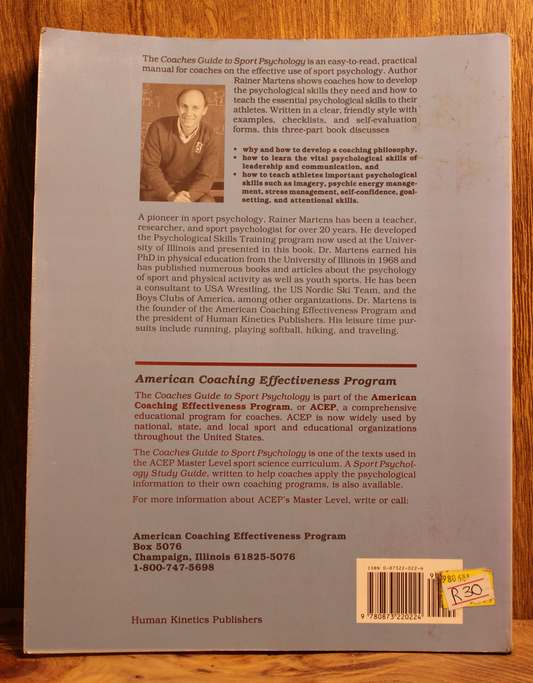 The Coaches Guide to Sport Psychology is an easy-to-read, practical
manual for coaches on the effective use of sport psychology. Author
Rainer Martens shows coaches how to develop
the psychological skills they need and how to
teach the essential psychological skills to their
athletes. Written in a clear, friendly style with
examples, checklists, and self-evaluation
forms, this three-part book discusses
• why and how to develop a coaching philosophy,
• how to learn the vital psychological skills of
leadership and communication, and
• how to teach athletes important psychological
skills such as imagery, psychic energy manage-
ment, stress management, self-confidence, goal-
setting, and attentional skills.
A pioneer in sport psychology, Rainer Martens has been a teacher,
researcher, and sport psychologist for over 20 years. He developed
the Psychological Skills Training program now used at the Univer-
sity of Illinois and presented in this book. Dr. Martens earned his
PhD in physical education from the University of Illinois in 1968 and
has published numerous books and articles about the psychology
of sport and physical activity as well as youth sports. He has been
a consultant to USA Wrestling, the US Nordic Ski Team, and the
Boys Clubs of America, among other organizations. Dr. Martens is
the founder of the American Coaching Effectiveness Program and
the president of Human Kinetics Publishers. His leisure time pur-
suits include running, playing softball, hiking, and traveling.
American Coaching Effectiveness Program
The Coaches Guide to Sport Psychology is part of the American
Coaching Effectiveness Program, or ACEP, a comprehensive
educational program for coaches. ACEP is now widely used by
national, state, and local sport and educational organizations
throughout the United States.
The Coaches Guide to Sport Psychology is one of the texts used in
the ACEP Master Level sport science curriculum. A Sport Psychol-
ogy Study Guide, written to help coaches apply the psychological
information to their own coaching programs, is also available.
For more information about ACEP's Master Level, write or call:
American Coaching Effectiveness Program
Box 5076
Champaign, Illinois 61825-5076
1-800-747-5698
ISBN 0-87322-022-6
R30
9 780873 220224
Human Kinetics Publishers